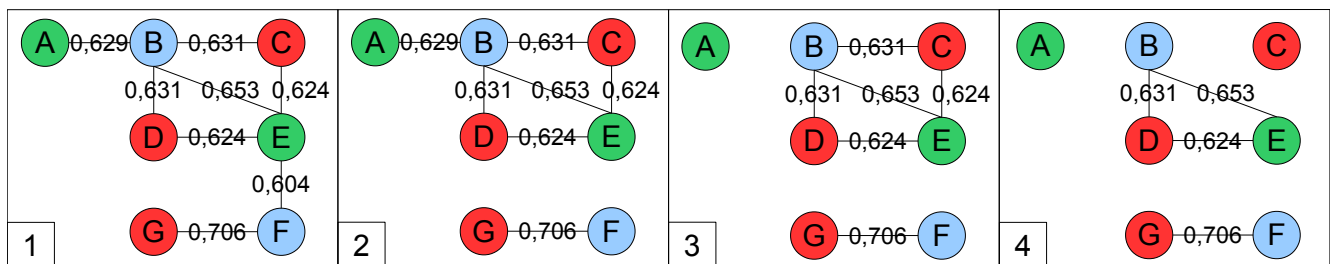 A 0,629 B 0,631 C
0,631 0,653 0,624
D 0,624 E
0,604
G 0,706 F
1
A 0,629 B 0,631 C
0,631 0,653 0,624
D 0,624 E
G 0,706 F
2
A B 0,631 C
0,631 0,653 0,624
D 0,624 E
G 0,706 F
3
A B C
0,631 0,653
D 0,624 E
G 0,706 F
4